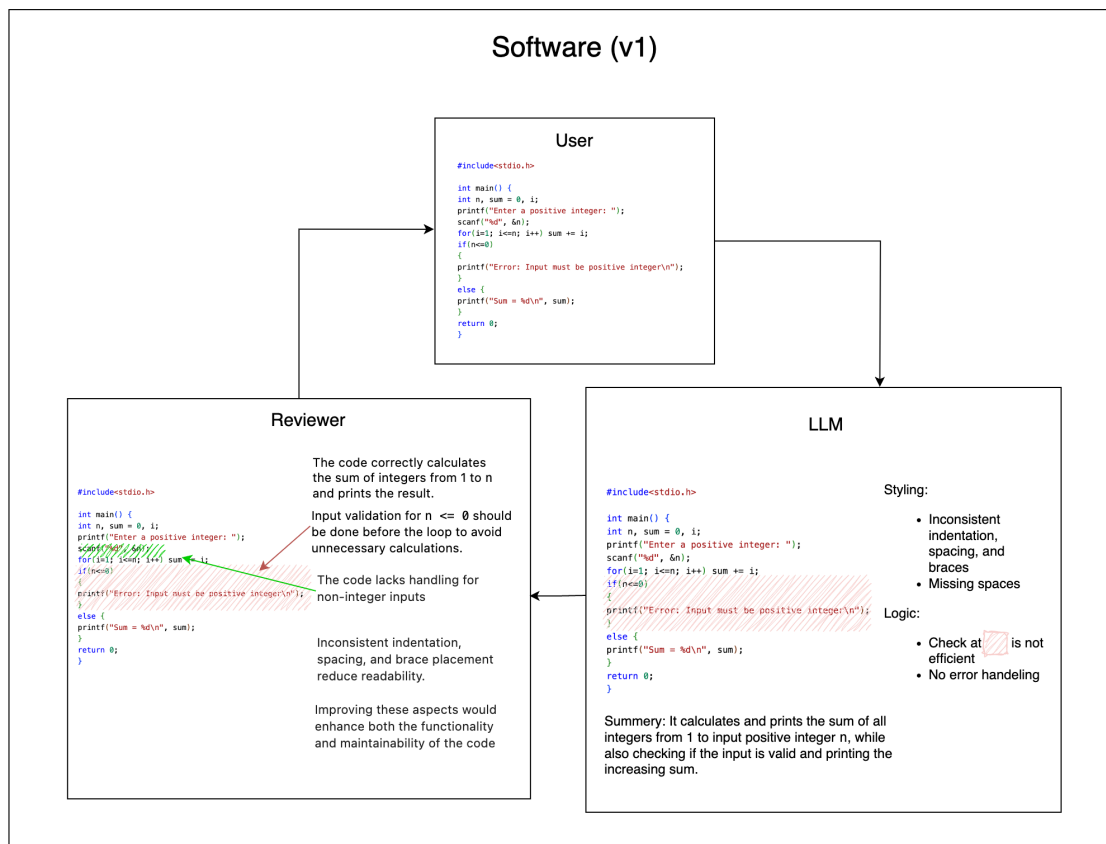 Software (v1)
User
#include<stdio.h>
int main() {
int n, sum = 0, i;
printf("Enter a positive integer: ");
scanf("%d", &n);
for(i=1; i<=n; i++) sum += i;
if(n<=0)
{
printf("Error: Input must be positive integer\n");
}
else {
printf("Sum = %d\n", sum);
}
return 0;
}
Reviewer
#include<stdio.h>
int main() {
int n, sum = 0, i;
printf("Enter a positive integer: ");
scanf("%d", &n);
for(i=1; i<=n; i++) sum += i;
if(n<=0)
{
printf("Error: Input must be positive integer\n");
}
else {
printf("Sum = %d\n", sum);
}
return 0;
}
The code correctly calculates
the sum of integers from 1 to n
and prints the result.
Input validation for n <= 0 should
be done before the loop to avoid
unnecessary calculations.
The code lacks handling for
non-integer inputs
Inconsistent indentation,
spacing, and brace placement
reduce readability.
Improving these aspects would
enhance both the functionality
and maintainability of the code
LLM
#include<stdio.h>
int main() {
int n, sum = 0, i;
printf("Enter a positive integer: ");
scanf("%d", &n);
for(i=1; i<=n; i++) sum += i;
if(n<=0)
{
printf("Error: Input must be positive integer\n");
}
else {
printf("Sum = %d\n", sum);
}
return 0;
}
Styling:
• Inconsistent
indentation,
spacing, and
braces
• Missing spaces
Logic:
• Check at is not
efficient
• No error handeling
Summery: It calculates and prints the sum of all
integers from 1 to input positive integer n, while
also checking if the input is valid and printing the
increasing sum.